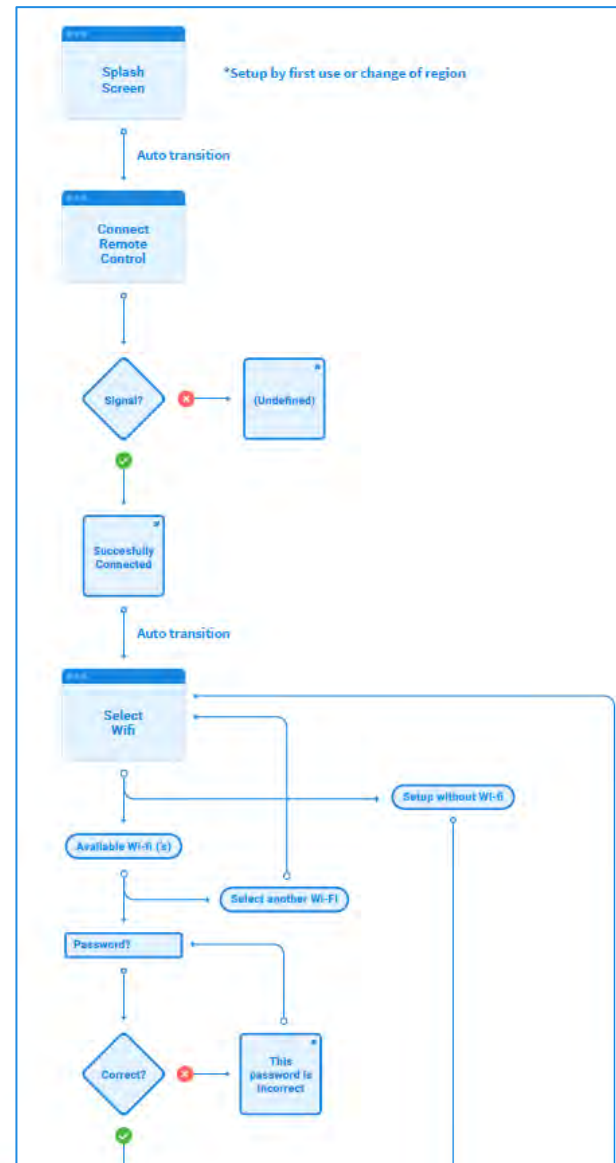 Splash
Screen
*Setup by first use or change of region
Auto transition
Connect
Remote
Control
Signal?
(Undefined)
Succesfully
Connected
Auto transition
Select
Wifi
Setup without Wi-fi
Available Wi-fi ('s)
Select another Wi-Fi
Password?
Correct?
This
password is
incorrect